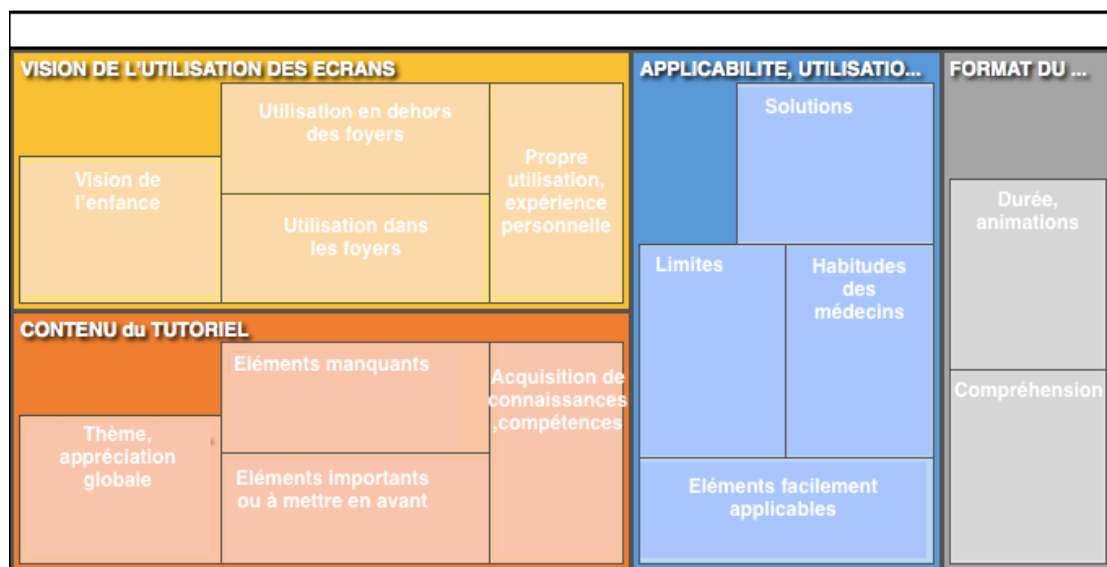 VISION DE L'UTILISATION DES ECRANS
Utilisation en dehors
des foyers
Vision de
l'enfance
Utilisation dans
les foyers
Propre
utilisation,
expérience
personnelle
CONTENU du TUTORIEL
Eléments manquants
Thème,
appréciation
globale
Eléments importants
ou à mettre en avant
Acquisition de
connaissances
,compétences
APPLICABILITE, UTILISATIO...
Solutions
Limites
Habitudes
des
médecins
Eléments facilement
applicables
FORMAT DU ...
Durée,
animations
Compréhension